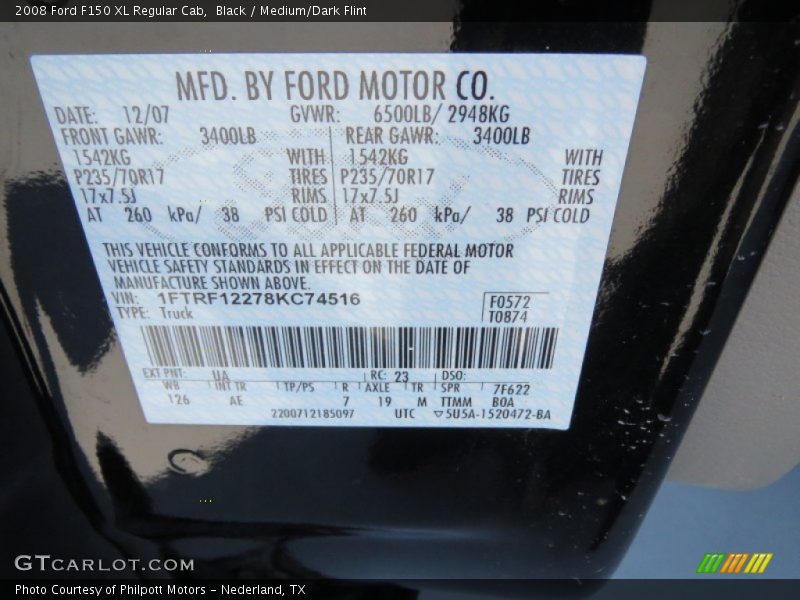 2008 Ford F150 XL Regular Cab,  Black / Medium/Dark Flint
MFD. BY FORD MOTOR CO.
DATE: 12/07 GVWR: 6500LB/ 2948KG
FRONT GAWR: 3400LB REAR GAWR: 3400LB
1542KG WITH 1542KG WITH
P235/70R17 TIRES P235/70R17 TIRES
17x7.5J RIMS 17x7.5J RIMS
AT 260 kPa/ 38 PSI COLD AT 260 kPa/ 38 PSI COLD
THIS VEHICLE CONFORMS TO ALL APPLICABLE FEDERAL MOTOR
VEHICLE SAFETY STANDARDS IN EFFECT ON THE DATE OF
MANUFACTURE SHOWN ABOVE.
VIN: 1FTRF12278KC74516 F0572
TYPE: Truck T0874
EXT PNT: UA RC: 23 DSO:
WB INT TR TP/PS R AXLE TR SPR 7F622
126 AE 7 19 M TTMM BOA
2200712185097 UTC ▽5U5A-1520472-BA
GTCARLOT.COM
Photo Courtesy of Philpott Motors - Nederland, TX